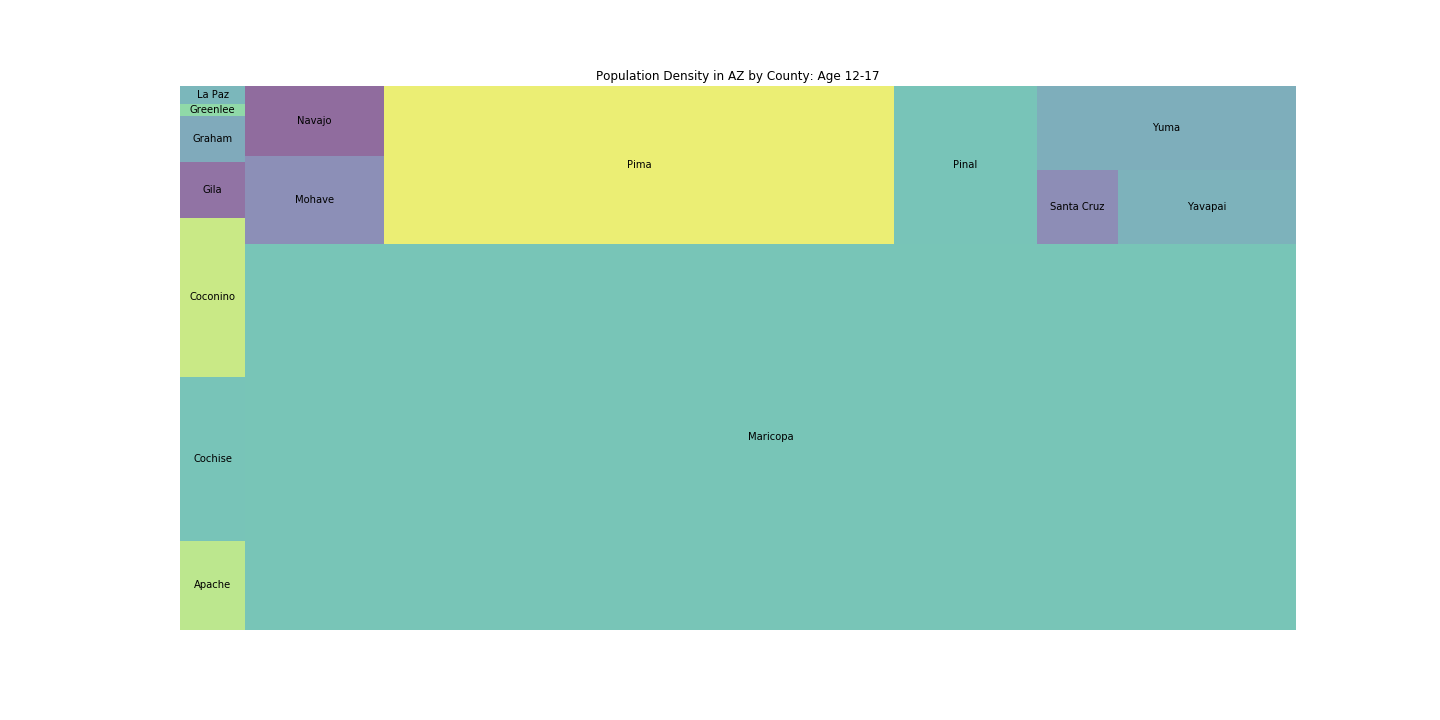 Population Density in AZ by County: Age 12-17
La Paz
Greenlee
Graham
Gila
Coconino
Cochise
Apache
Navajo
Mohave
Pima
Pinal
Yuma
Santa Cruz
Yavapai
Maricopa